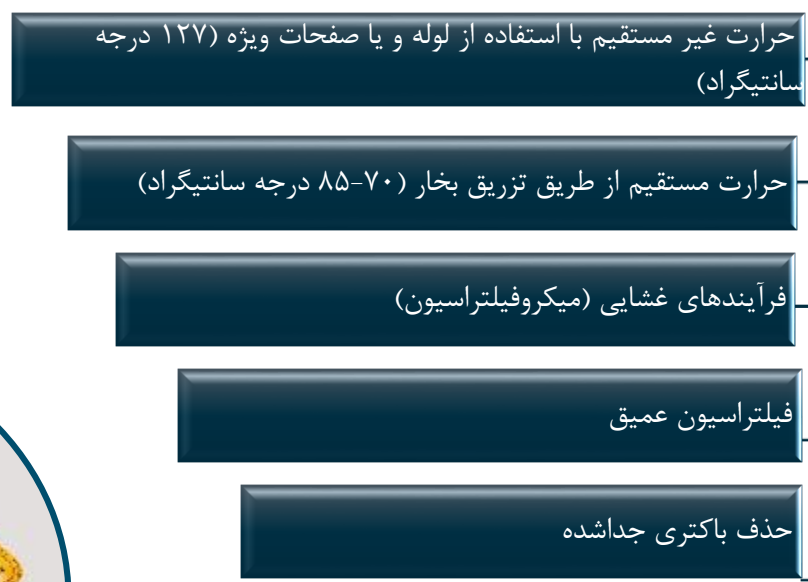 حرارت غیر مستقیم با استفاده از لوله و یا صفحات ویژه (۱۲۷ درجه
سانتیگراد)
حرارت مستقیم از طریق تزریق بخار (۷۰-۸۵ درجه سانتیگراد)
فرآیندهای غشایی (میکروفیلتراسیون)
فیلتراسیون عمیق
حذف باکتری جداشده